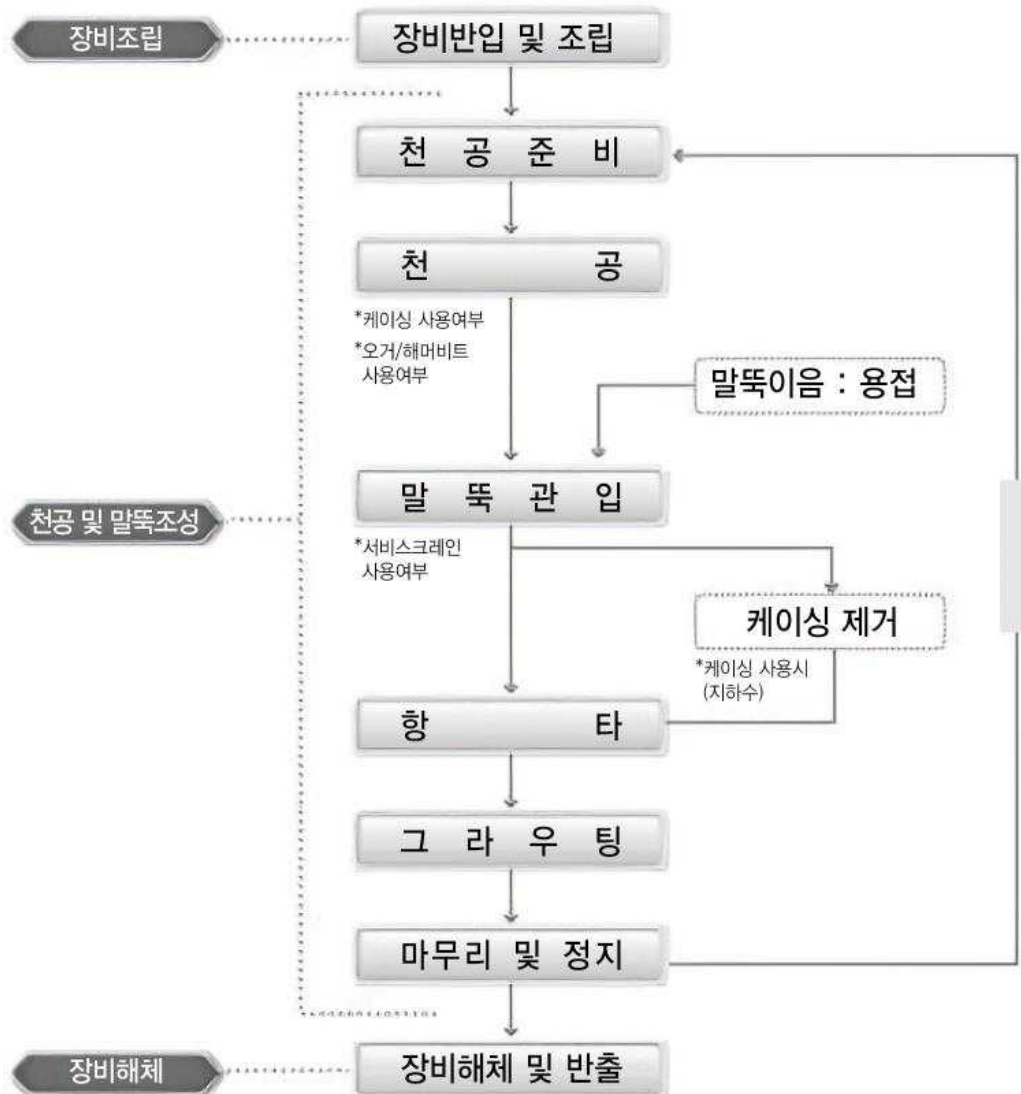 장비조립
장비반입 및 조립
천 공 준 비
천 공
*케이싱 사용여부
*오거/해머비트
사용여부
말뚝이음 : 용접
말 뚝 관 입
천공 및 말뚝조성
*서비스크레인
사용여부
케이싱 제거
*케이싱 사용시
(지하수)
항 타
그 라 우 팅
마무리 및 정지
장비해체
장비해체 및 반출